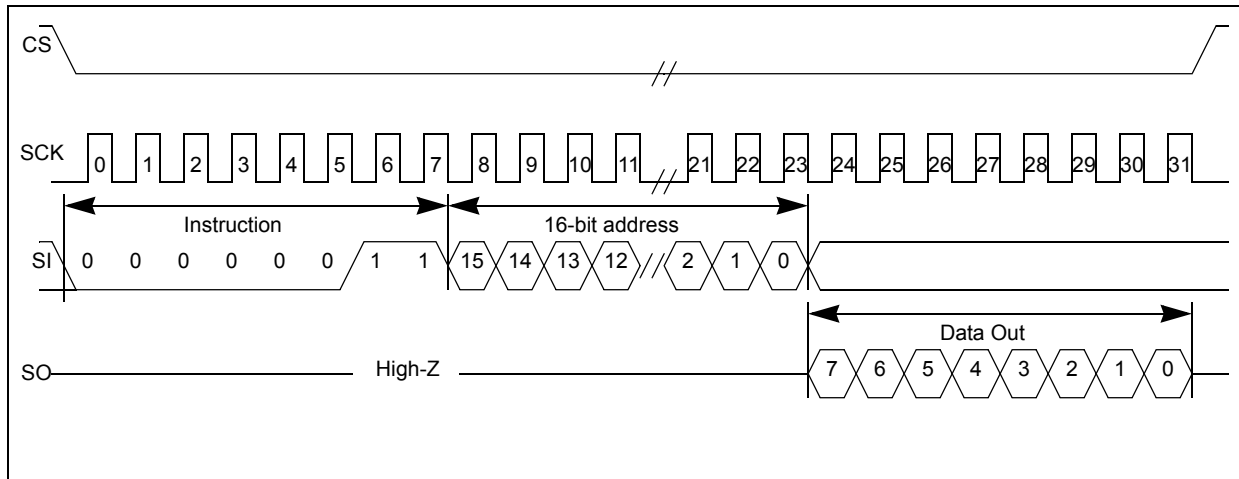 CS
SCK 0 1 2 3 4 5 6 7 8 9 10 11 21 22 23 24 25 26 27 28 29 30 31
Instruction 16-bit address
SI 0 0 0 0 0 0 1 1 15 14 13 12 2 1 0
Data Out
SO High-Z 7 6 5 4 3 2 1 0